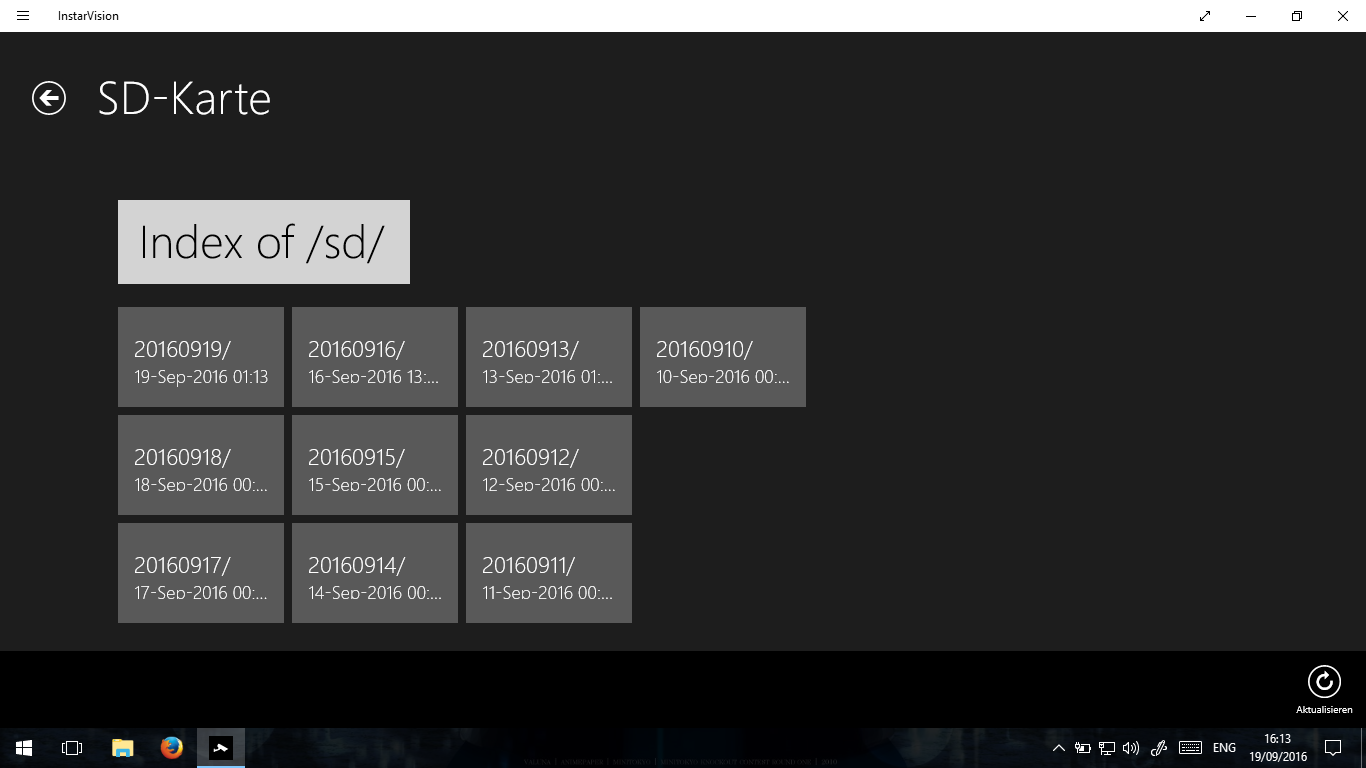 InstarVision
SD-Karte
Index of /sd/
20160919/
19-Sep-2016 01:13
20160918/
18-Sep-2016 00:...
20160917/
17-Sep-2016 00:...
20160916/
16-Sep-2016 13:...
20160915/
15-Sep-2016 00:...
20160914/
14-Sep-2016 00:...
20160913/
13-Sep-2016 01:...
20160912/
12-Sep-2016 00:...
20160911/
11-Sep-2016 00:...
20160910/
10-Sep-2016 00:...
Aktualisieren
ENG
16:13
19/09/2016